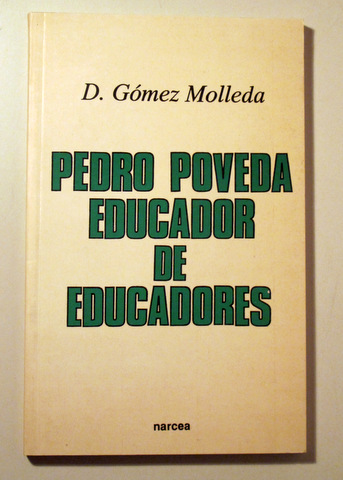 D. Gómez Molleda
PEDRO POVEDA
EDUCADOR
DE
EDUCADORES
narcea